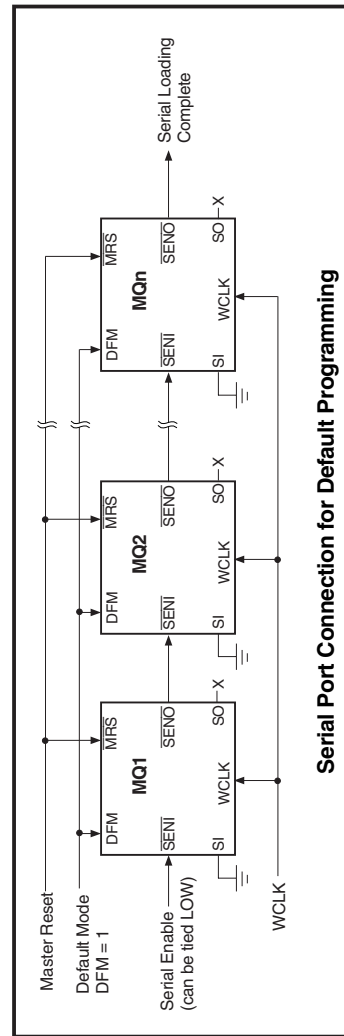 Master Reset
Default Mode
DFM = 1
Serial Enable
(can be tied LOW)
WCLK
DFM
MRS
MQ1
SENI
SENO
SI
WCLK
SO
X
DFM
MRS
MQ2
SENI
SENO
SI
WCLK
SO
X
DFM
MRS
MQn
SENI
SENO
SI
WCLK
SO
X
Serial Loading
Complete
Serial Port Connection for Default Programming